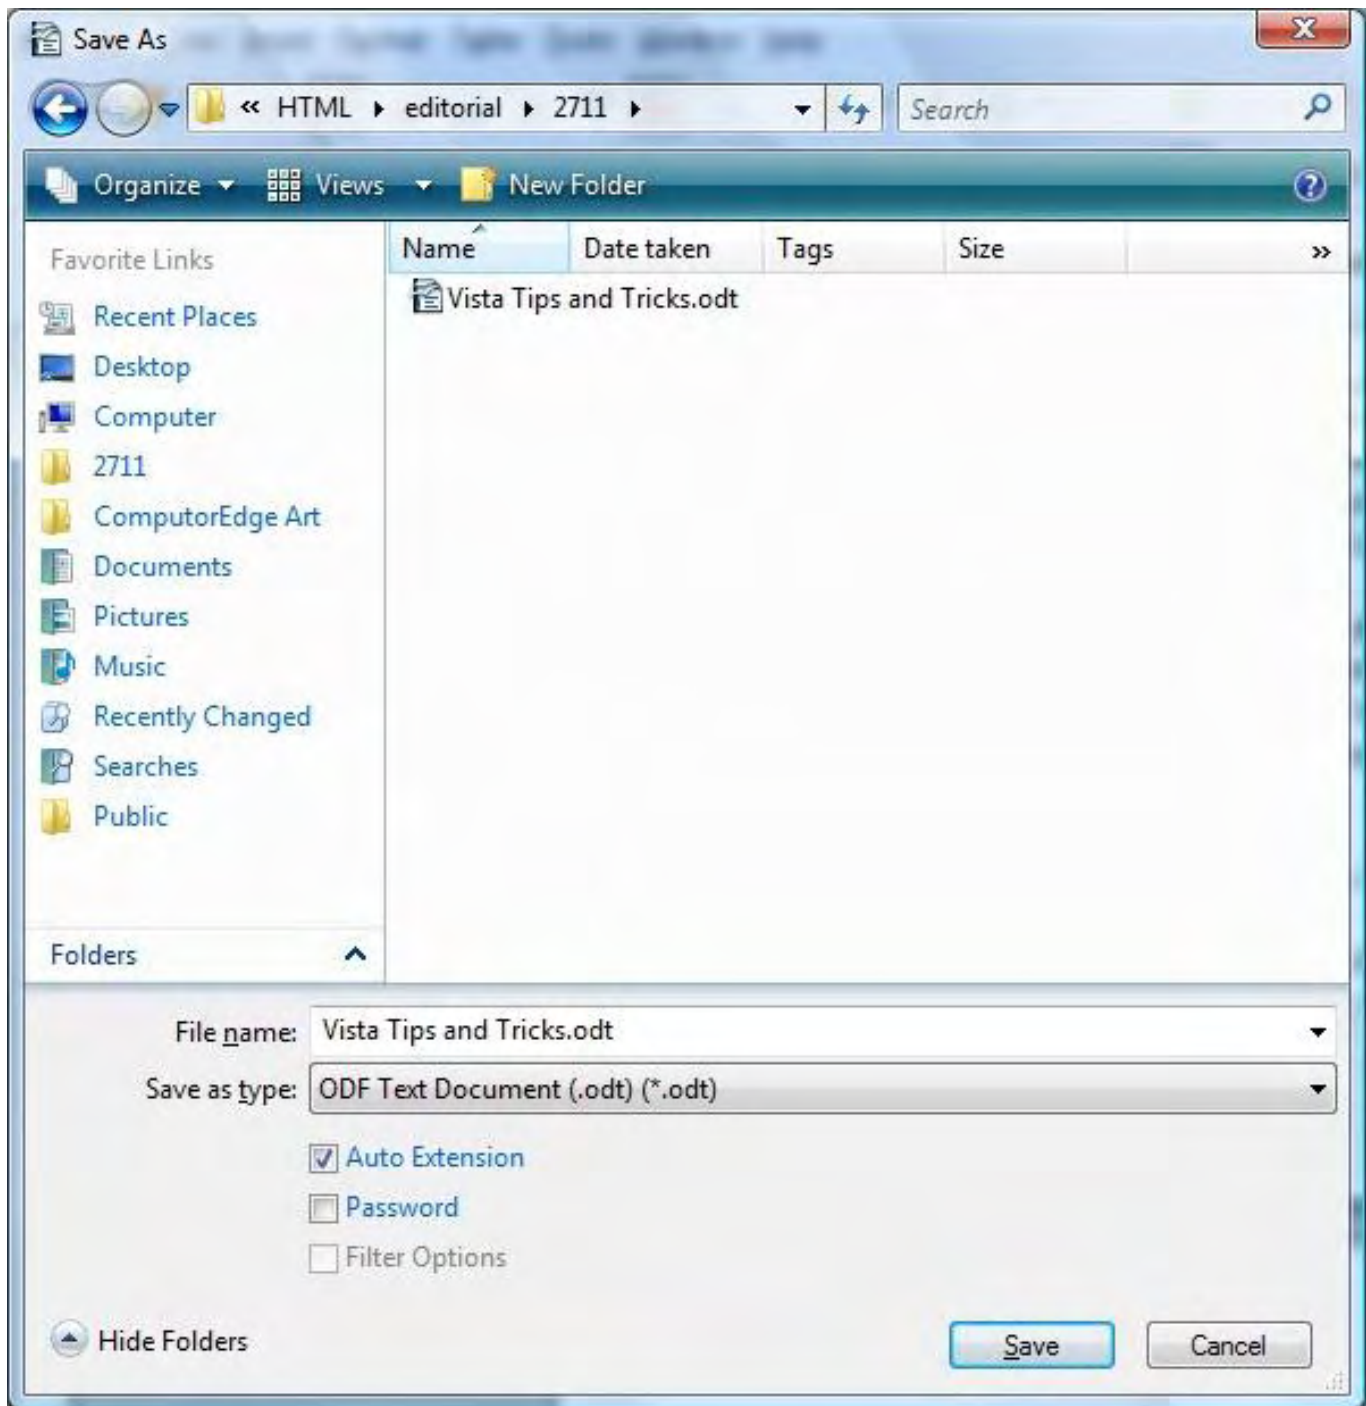 Save As
« HTML ▸ editorial ▸ 2711 ▸ Search
Organize Views New Folder
Favorite Links
Name Date taken Tags Size »
Vista Tips and Tricks.odt
Recent Places
Desktop
Computer
2711
ComputorEdge Art
Documents
Pictures
Music
Recently Changed
Searches
Public
Folders
File name: Vista Tips and Tricks.odt
Save as type: ODF Text Document (.odt) (*.odt)
Auto Extension
Password
Filter Options
Hide Folders Save Cancel